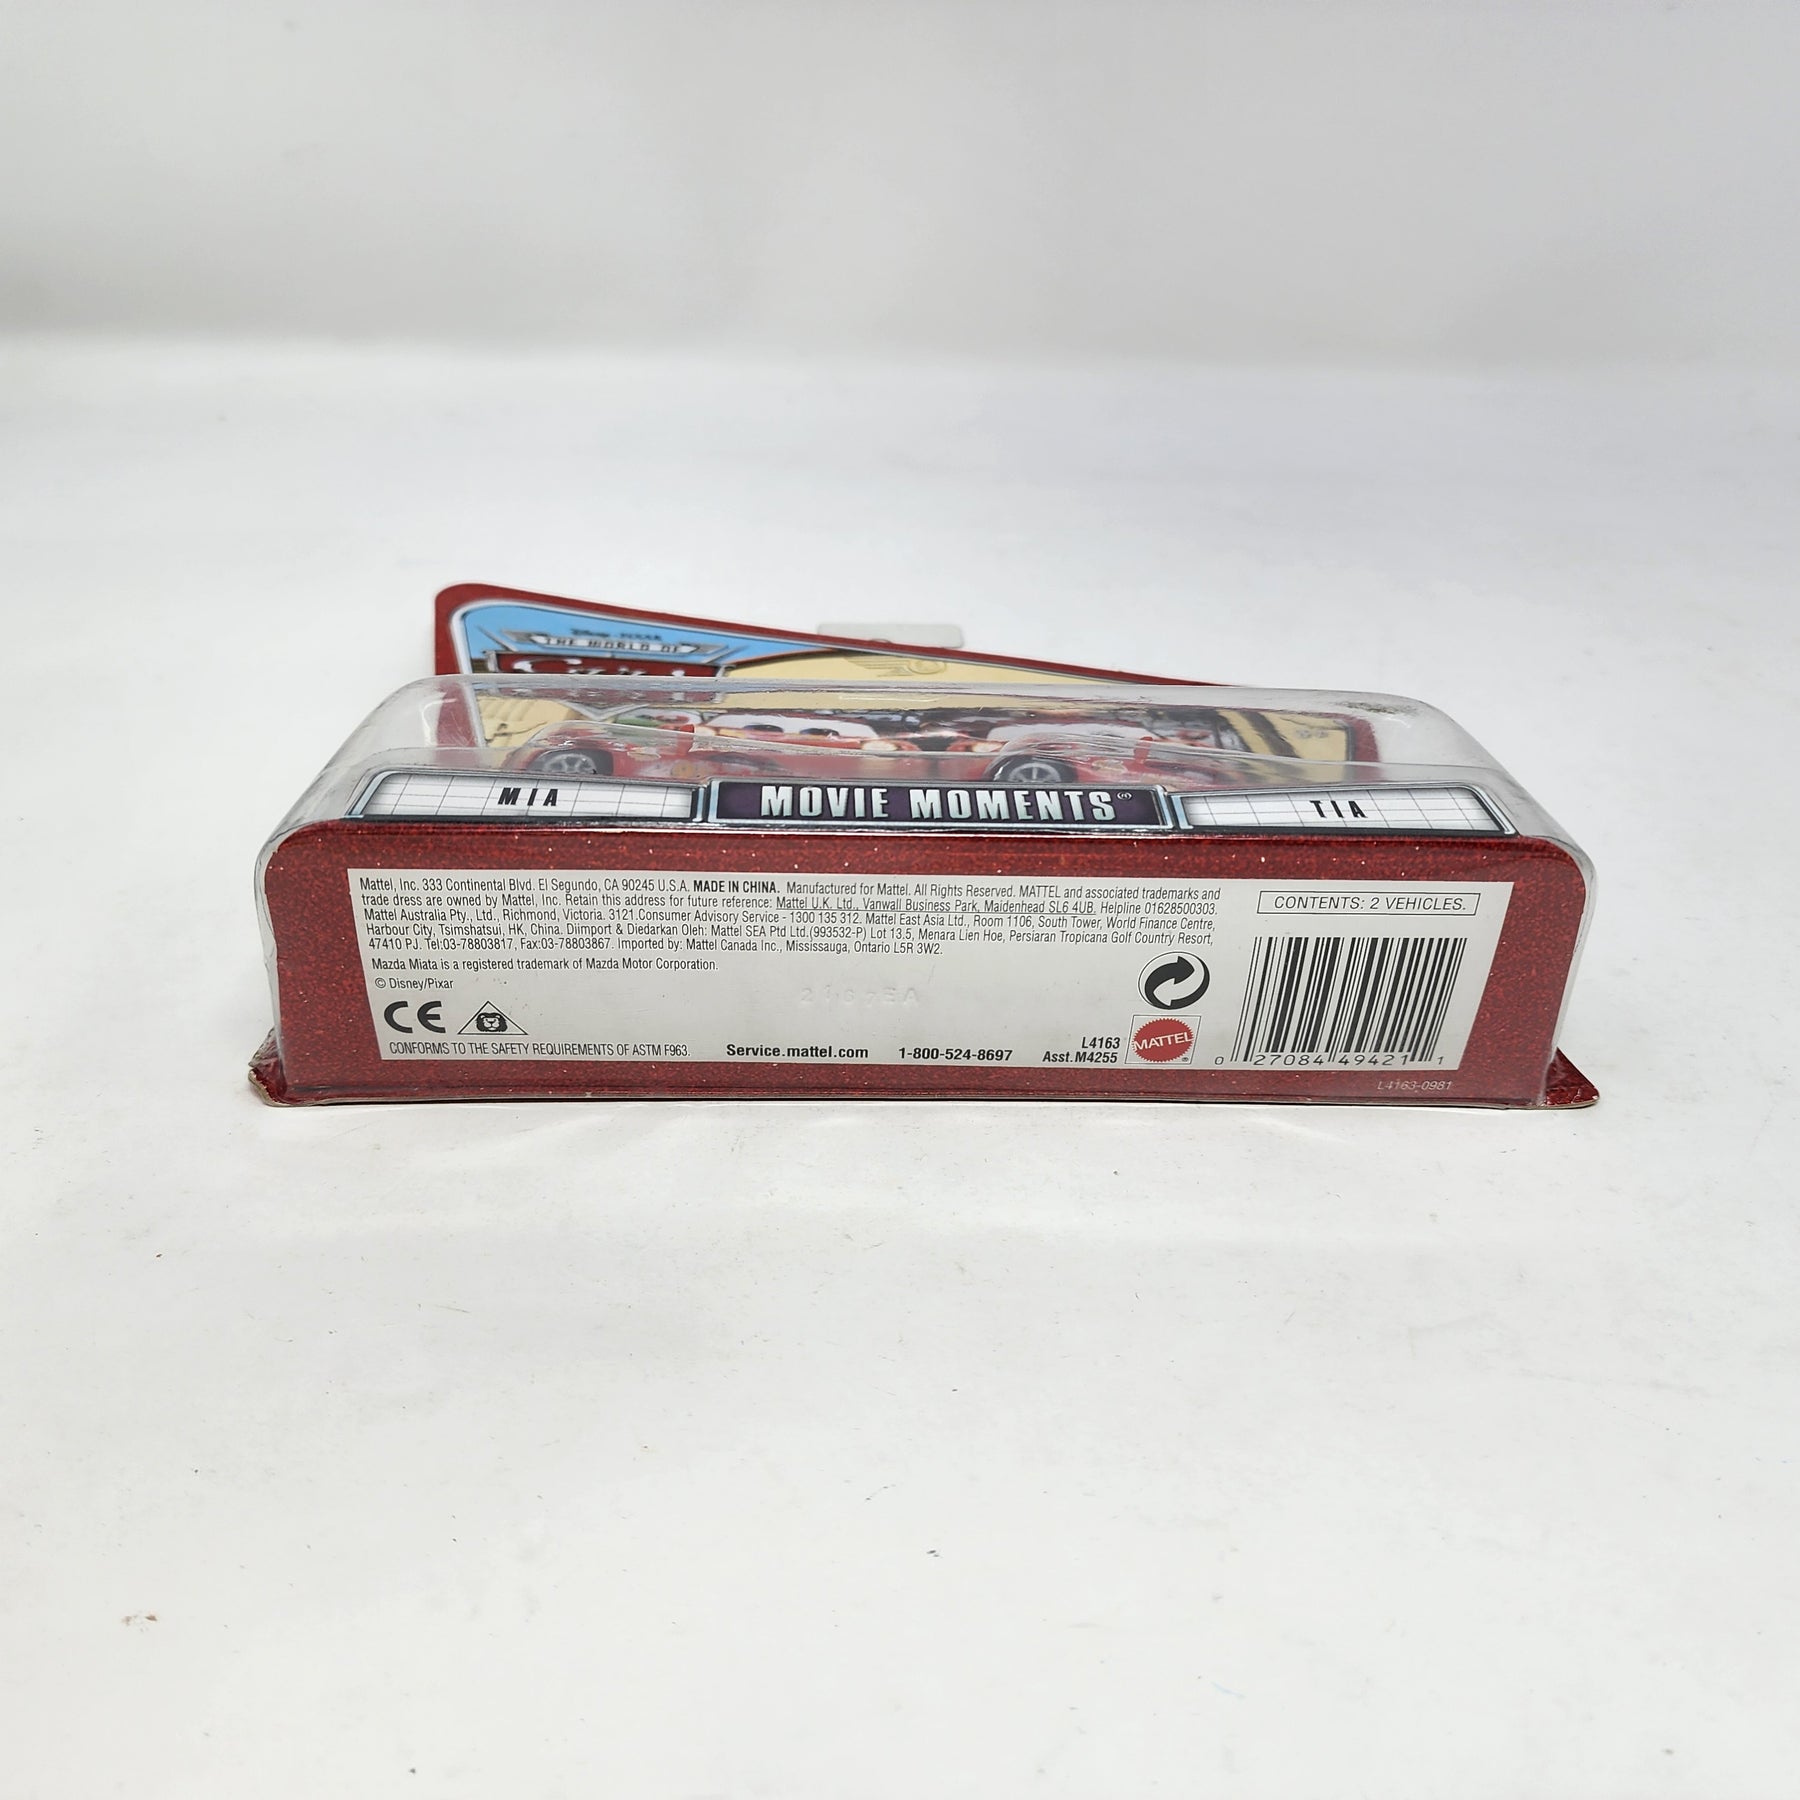 Disney PIXAR
THE WORLD OF
Cars
MIA
MOVIE MOMENTS
TIA
Mattel, Inc. 333 Continental Blvd. El Segundo, CA 90245 U.S.A. MADE IN CHINA. Manufactured for Mattel. All Rights Reserved. MATTEL and associated trademarks and
trade dress are owned by Mattel, Inc. Retain this address for future reference: Mattel U.K. Ltd., Vanwall Business Park, Maidenhead SL6 4UB. Helpline 01628500303.
Mattel Australia Pty., Ltd., Richmond, Victoria. 3121.Consumer Advisory Service - 1300 135 312. Mattel East Asia Ltd., Room 1106, South Tower, World Finance Centre,
Harbour City, Tsimshatsui, HK, China. Diimport & Diedarkan Oleh: Mattel SEA Ptd Ltd.(993532-P) Lot 13.5, Menara Lien Hoe, Persiaran Tropicana Golf Country Resort,
47410 PJ. Tel:03-78803817, Fax:03-78803867. Imported by: Mattel Canada Inc., Mississauga, Ontario L5R 3W2.
Mazda Miata is a registered trademark of Mazda Motor Corporation.
© Disney/Pixar
CE
CONFORMS TO THE SAFETY REQUIREMENTS OF ASTM F963.
Service.mattel.com
1-800-524-8697
L4163
Asst.M4255
MATTEL
CONTENTS: 2 VEHICLES.
0 27084 49421 1
L4163-0981